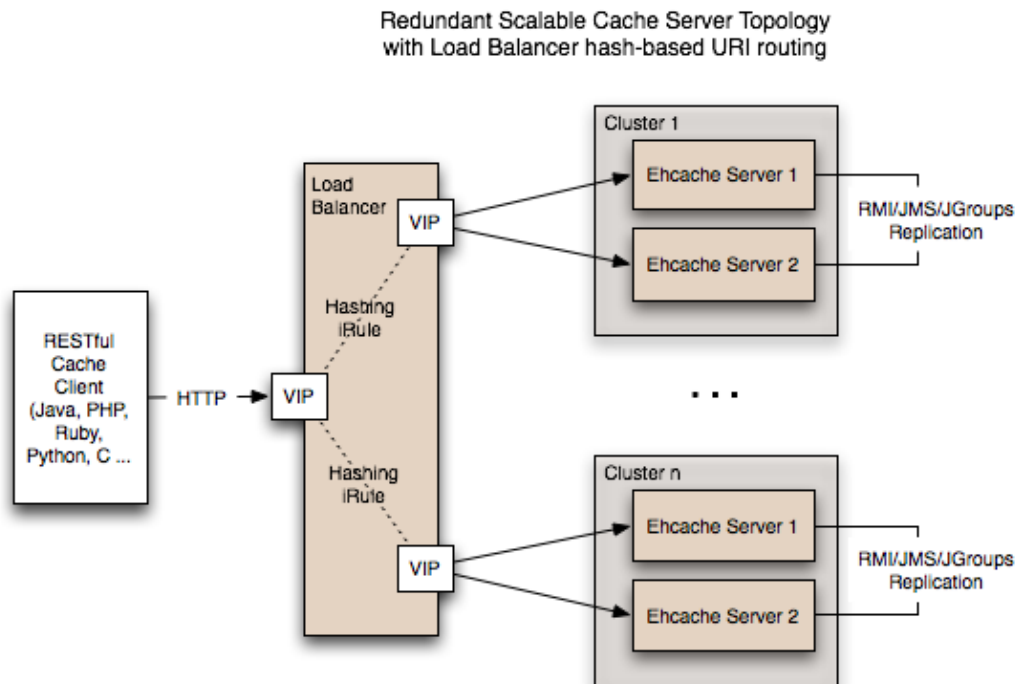 Redundant Scalable Cache Server Topology
with Load Balancer hash-based URI routing
Cluster 1
Ehcache Server 1
Ehcache Server 2
RMI/JMS/JGroups
Replication
Load
Balancer
VIP
Hashing
iRule
RESTful
Cache
Client
(Java, PHP,
Ruby,
Python, C ...
HTTP
VIP
. . .
Hashing
iRule
VIP
Cluster n
Ehcache Server 1
Ehcache Server 2
RMI/JMS/JGroups
Replication